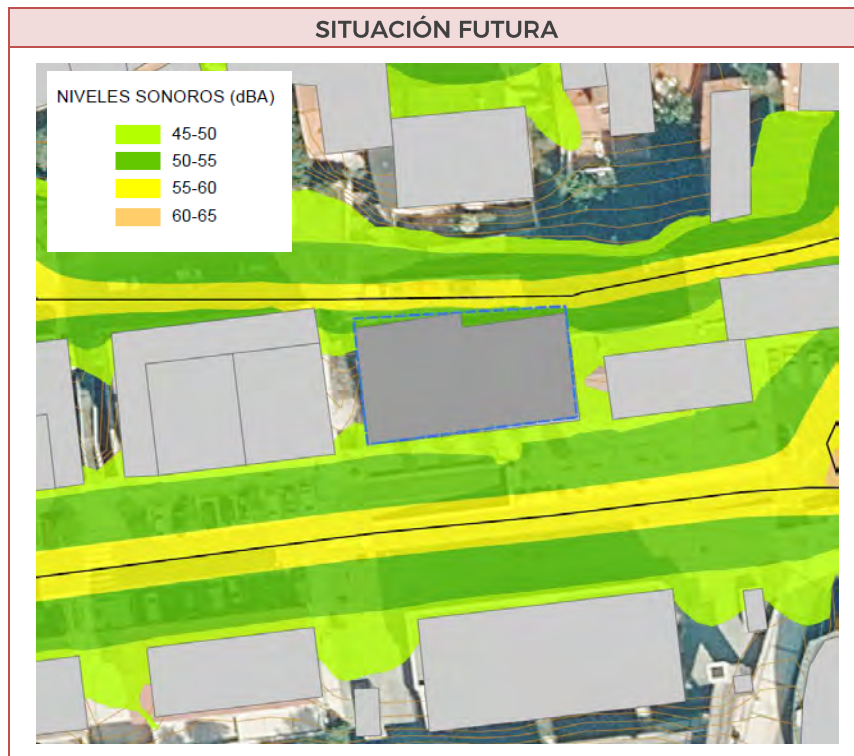 SITUACIÓN FUTURA
NIVELES SONOROS (dBA)
45-50
50-55
55-60
60-65